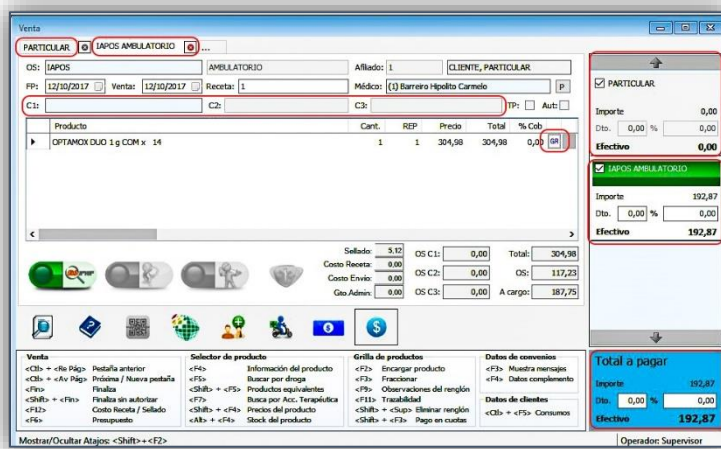 Venta
PARTICULAR IAPOS AMBULATORIO ...
OS: IAPOS AMBULATORIO Afiliado: 1 CLIENTE, PARTICULAR
FP: 12/10/2017 Venta: 12/10/2017 Receta: 1 Médico: (1) Barreiro Hipolito Carmelo P
C1: C2: C3: TP: Aut:
Producto Cant. REP Precio Total % Cob
OPTAMOX DUO 1 g COM x 14 1 1 304,98 304,98 0,00 GR
Sellado: 5,12 OS C1: 0,00 Total: 304,98
Costo Receta: 0,00
Costo Envio: 0,00 OS C2: 0,00 OS: 117,23
Gto.Admin: 0,00 OS C3: 0,00 A cargo: 187,75
PARTICULAR
Importe 0,00
Dto. 0,00 % 0,00
Efectivo 0,00
IAPOS AMBULATORIO
Importe 192,87
Dto. 0,00 % 0,00
Efectivo 192,87
Total a pagar
Importe 192,87
Dto. 0,00 % 0,00
Efectivo 192,87
Venta
<Ctl> + <Re Pág> Pestaña anterior
<Ctl> + <Av Pág> Próxima / Nueva pestaña
<Fin> Finaliza
<Shift> + <Fin> Finaliza sin autorizar
<F12> Costo Receta / Sellado
<F6> Presupuesto
Selector de producto
<F4> Información del producto
<F5> Buscar por droga
<Shift> + <F5> Productos equivalentes
<F7> Busca por Acc. Terapéutica
<Shift> + <F4> Precios del producto
<Alt> + <F4> Stock del producto
Grilla de productos
<F2> Encargar producto
<F3> Fraccionar
<F9> Observaciones del renglón
<F11> Trazabilidad
<Shift> + <Sup> Eliminar renglón
<Shift> + <F3> Pago en cuotas
Datos de convenios
<F3> Muestra mensajes
<F4> Datos complemento
Datos de clientes
<Ctl> + <F5> Consumos
Mostrar/Ocultar Atajos: <Shift>+<F2> Operador: Supervisor